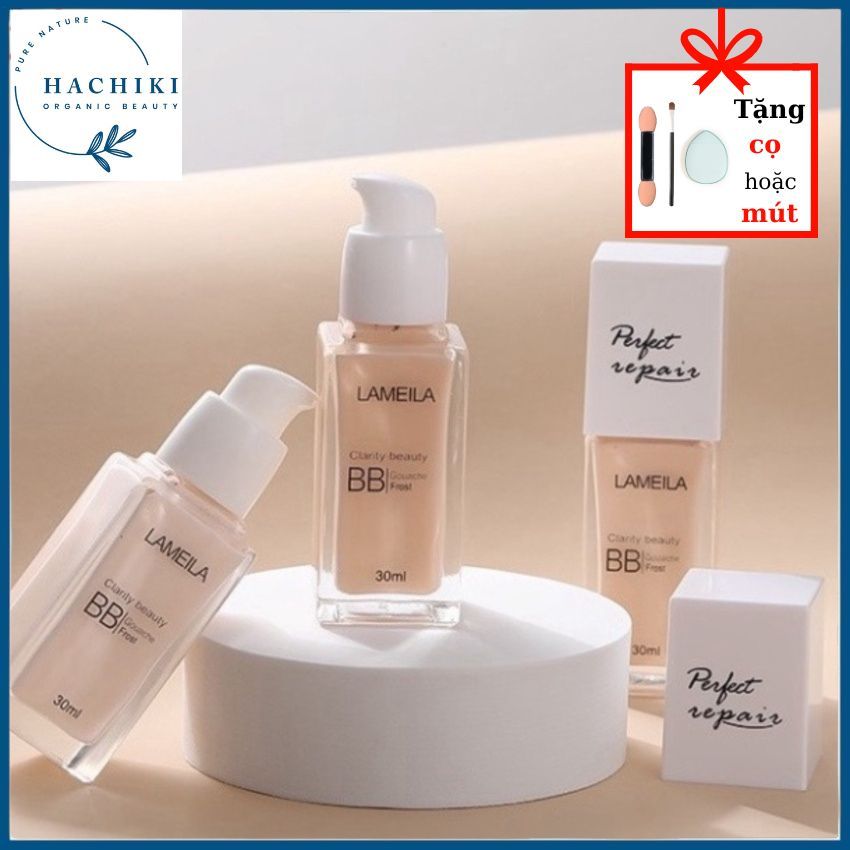 PURE NATURE
HACHIKI
ORGANIC BEAUTY
Tặng
cọ
hoặc
mút
LAMEILA
Clarity beauty
BB Gouache
Frost
30ml
LAMEILA
Clarity beauty
BB Gouache
Frost
30ml
Perfect
repair
LAMEILA
Clarity beauty
BB Gouache
Frost
30ml
Perfect
repair